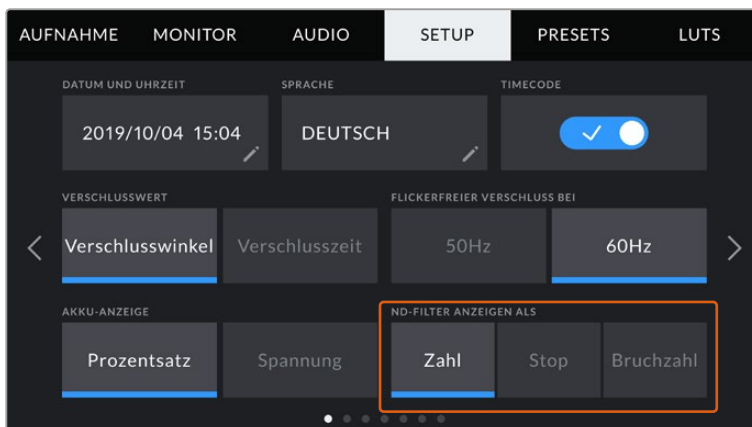 AUFNAHME MONITOR AUDIO SETUP PRESETS LUTS
DATUM UND UHRZEIT SPRACHE TIMECODE
2019/10/04 15:04 DEUTSCH
VERSCHLUSSWERT FLICKERFREIER VERSCHLUSS BEI
Verschlusswinkel Verschlusszeit 50Hz 60Hz
AKKU-ANZEIGE ND-FILTER ANZEIGEN ALS
Prozentsatz Spannung Zahl Stop Bruchzahl